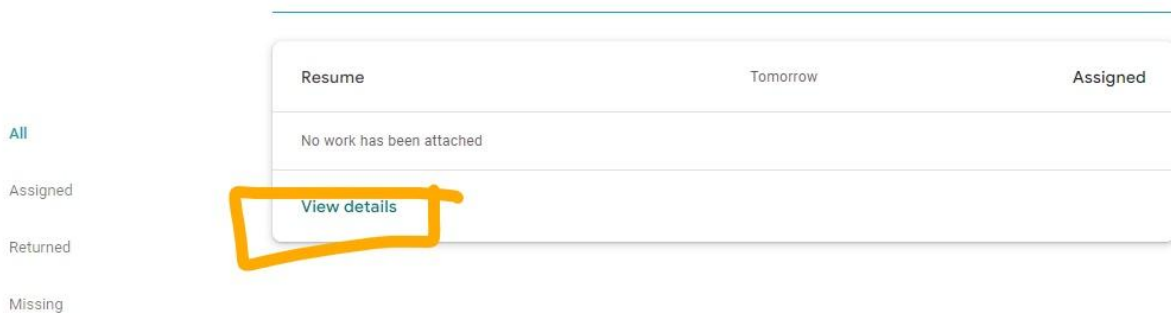 Resume Tomorrow Assigned
All
No work has been attached
Assigned
View details
Returned
Missing